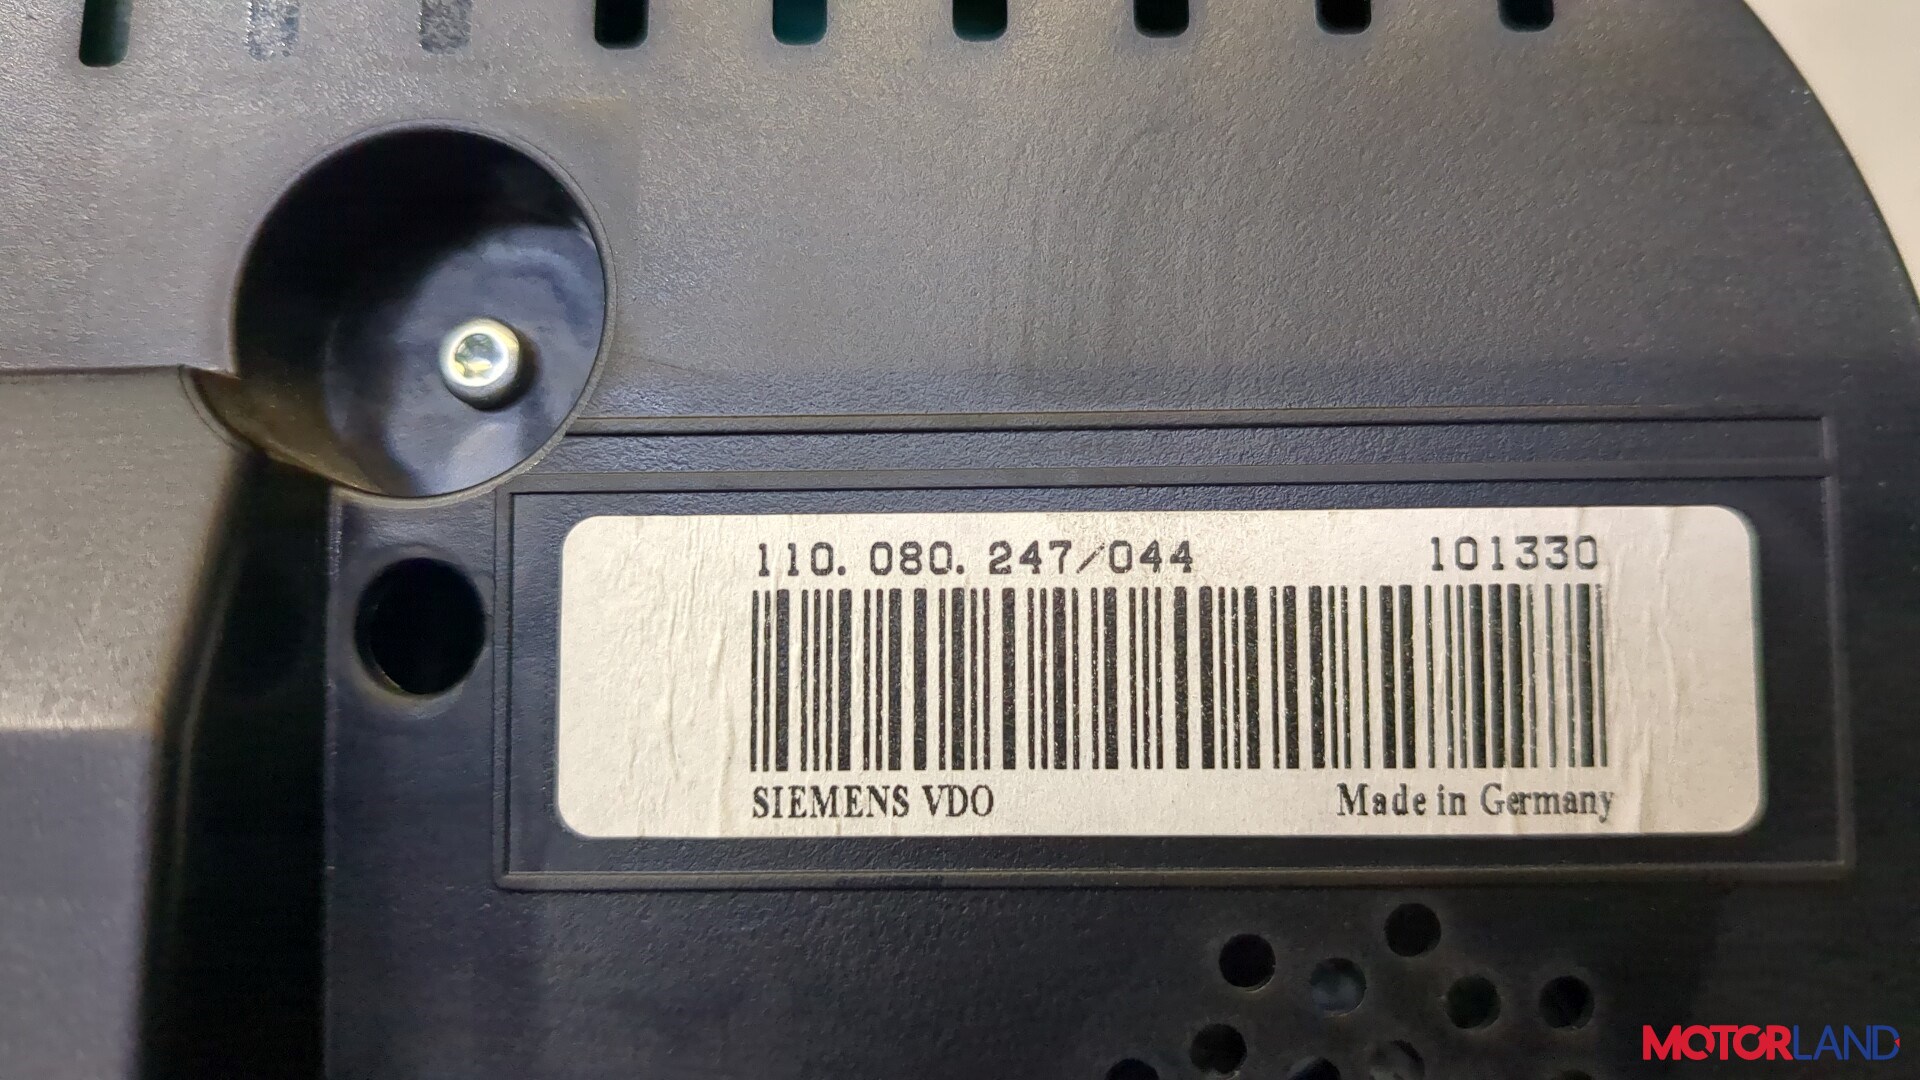 110. 080. 247/044 101330
SIEMENS VDO Made in Germany
MOTORLAND